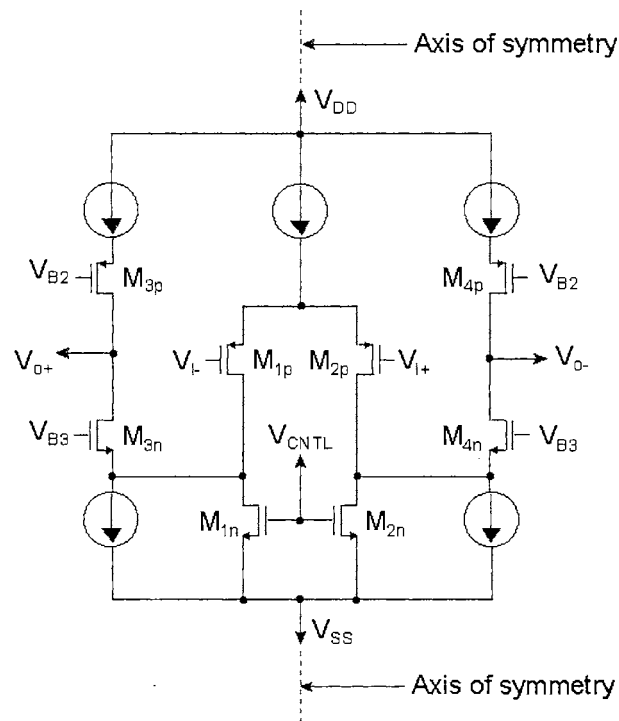 Axis of symmetry
V_DD
V_B2
M_3p
M_4p
V_B2
V_o+
V_I-
M_1p
M_2p
V_I+
V_o-
V_B3
M_3n
V_CNTL
M_4n
V_B3
M_1n
M_2n
V_SS
Axis of symmetry